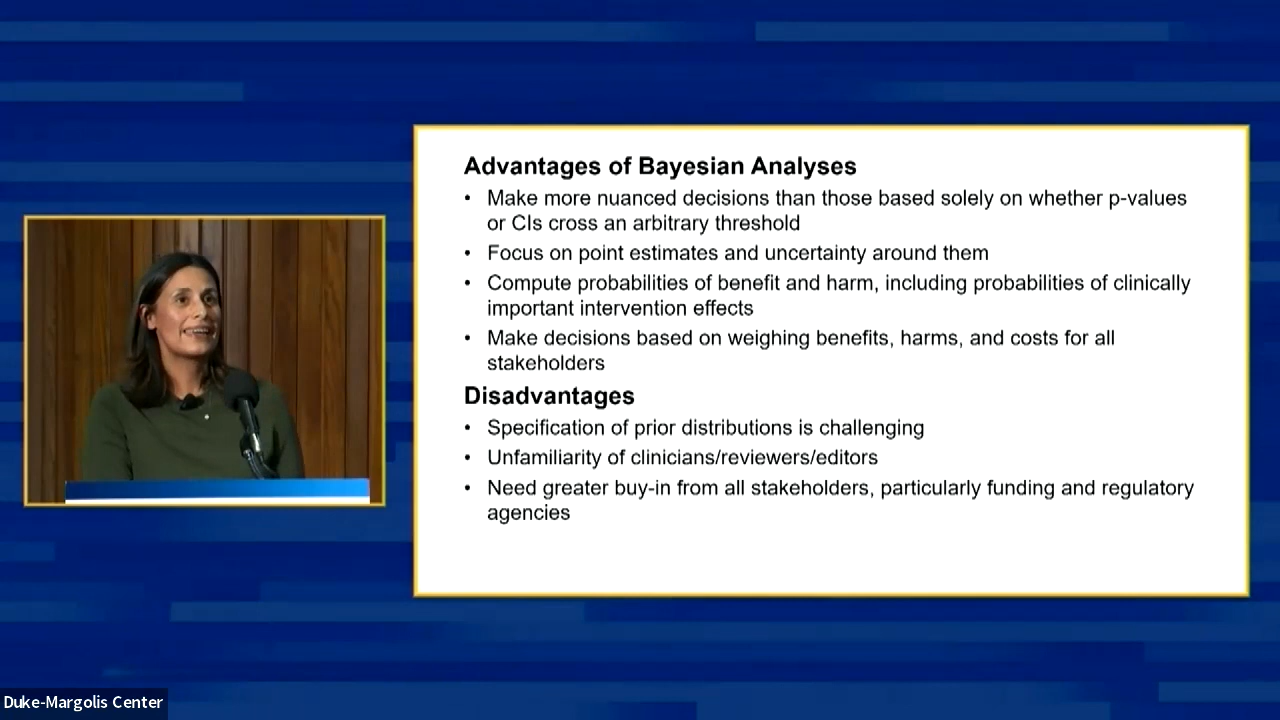 Advantages of Bayesian Analyses
• Make more nuanced decisions than those based solely on whether p-values
or CIs cross an arbitrary threshold
• Focus on point estimates and uncertainty around them
• Compute probabilities of benefit and harm, including probabilities of clinically
important intervention effects
• Make decisions based on weighing benefits, harms, and costs for all
stakeholders
Disadvantages
• Specification of prior distributions is challenging
• Unfamiliarity of clinicians/reviewers/editors
• Need greater buy-in from all stakeholders, particularly funding and regulatory
agencies
Duke-Margolis Center